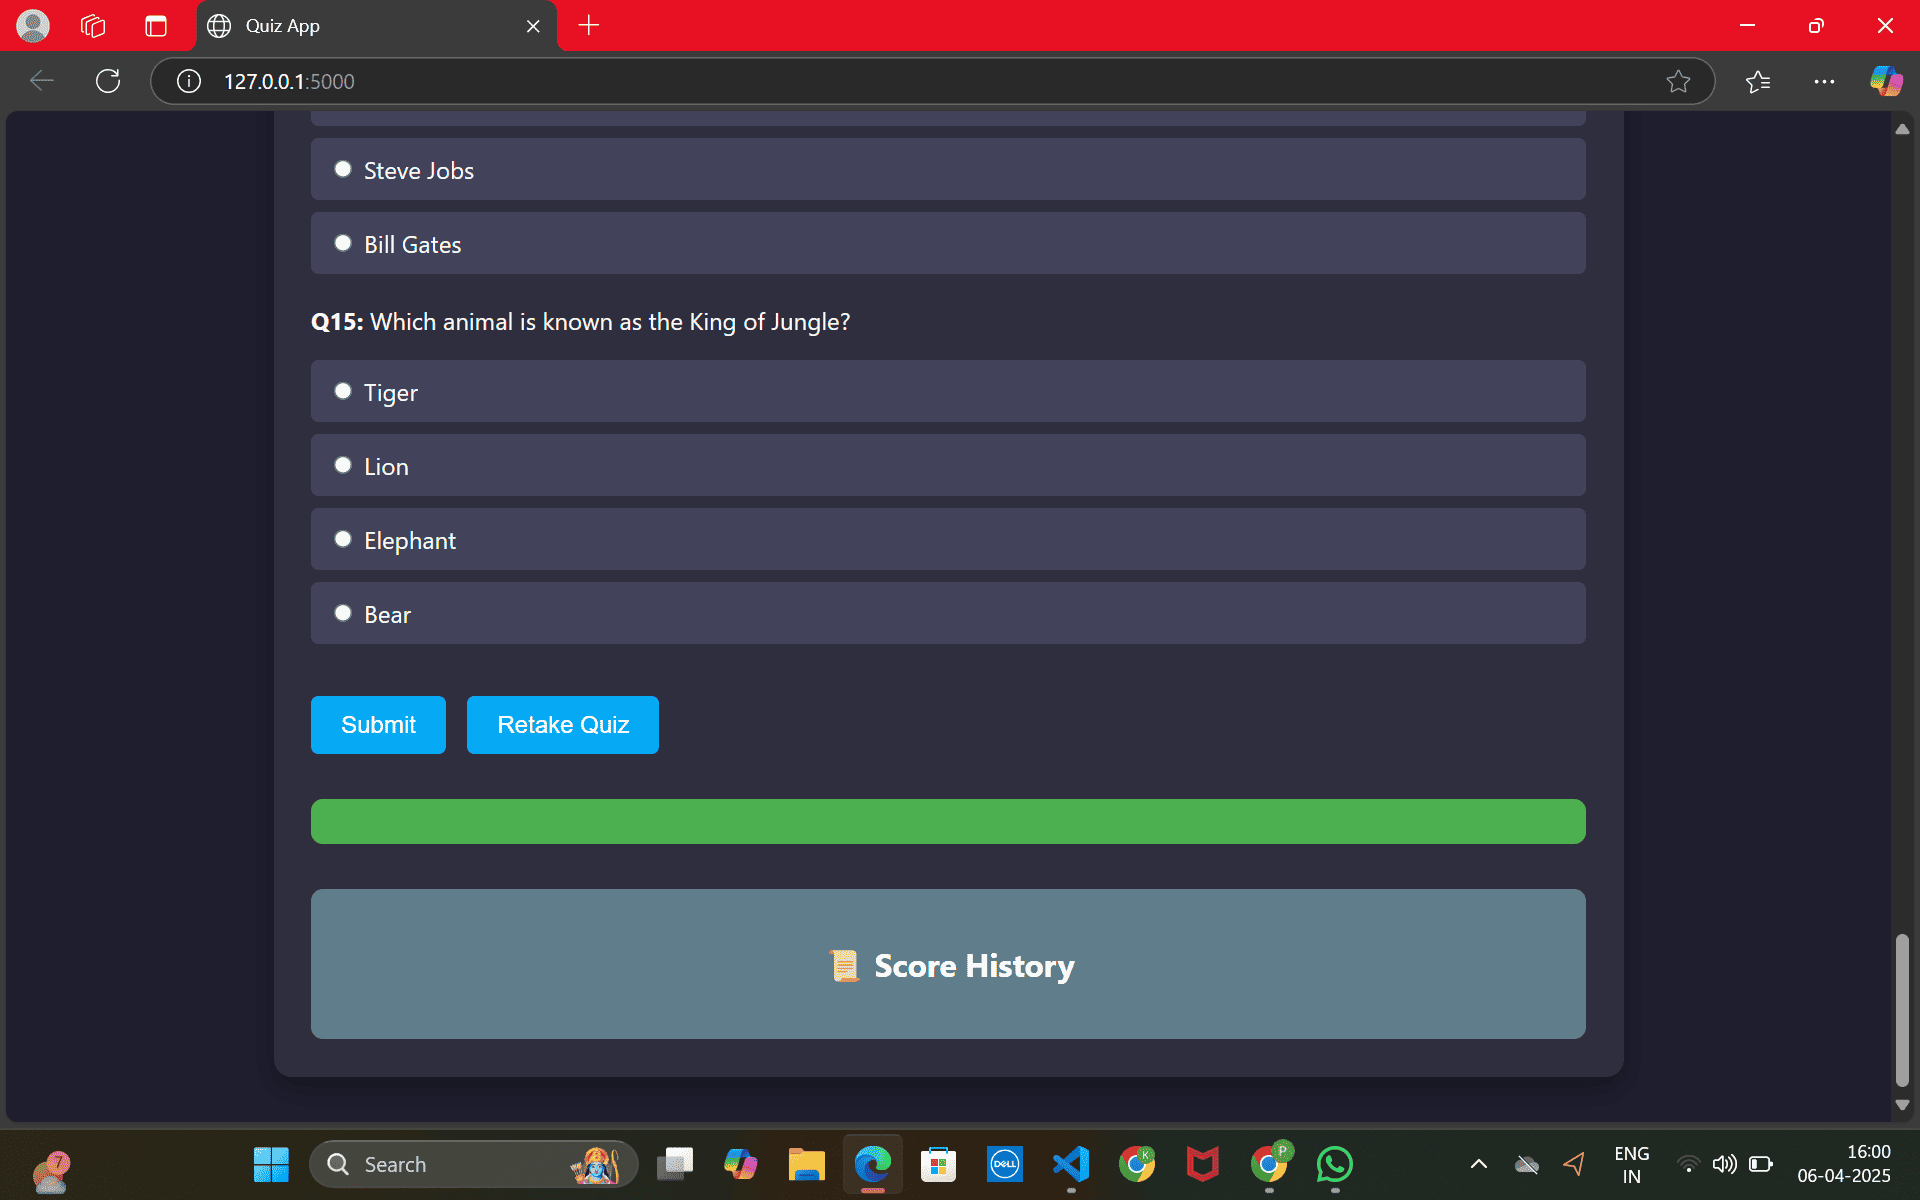 Quiz App
127.0.0.1:5000
Steve Jobs
Bill Gates
Q15: Which animal is known as the King of Jungle?
Tiger
Lion
Elephant
Bear
Submit
Retake Quiz
Score History
7
Search
DELL
K
P
ENG
IN
16:00
06-04-2025